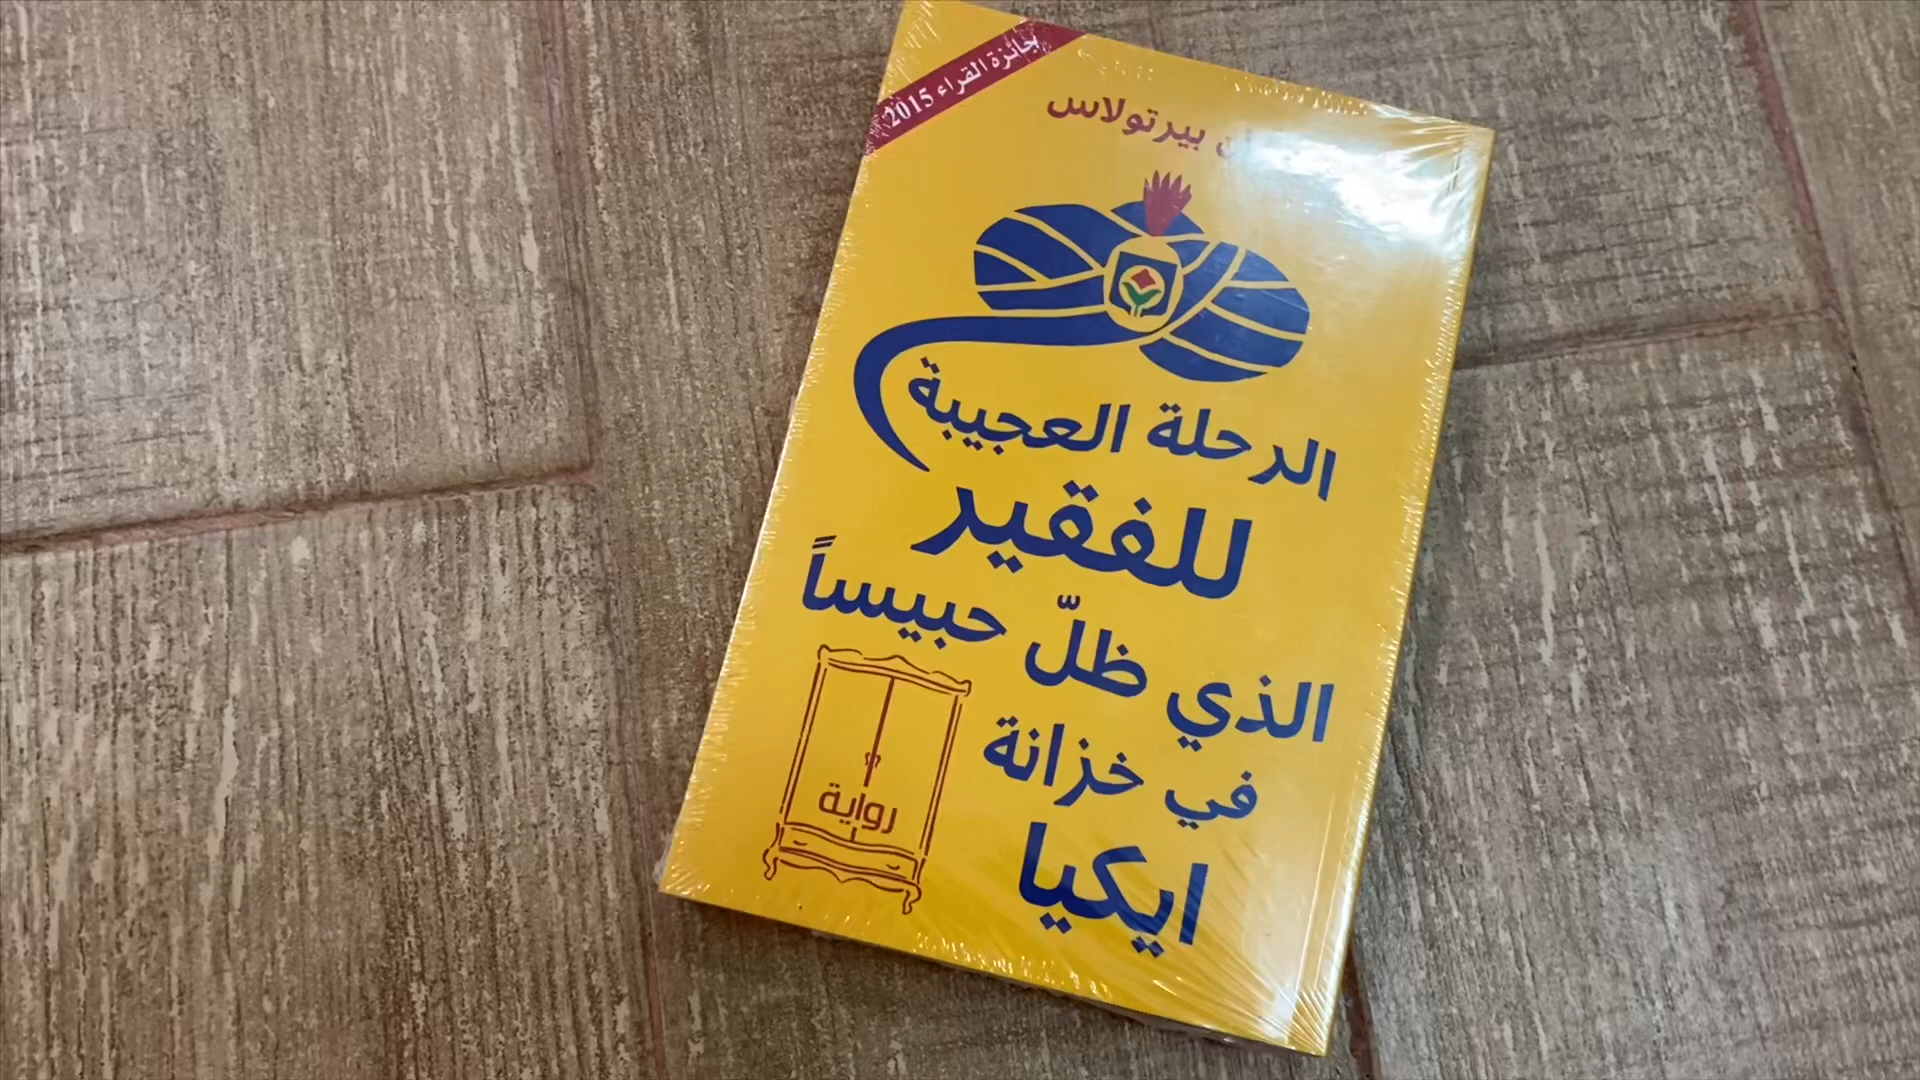 جائزة القراء 2015
بيرتولاس
الرحلة العجيبة
للفقير
الذي ظلّ حبيساً
في خزانة
ايكيا
رواية